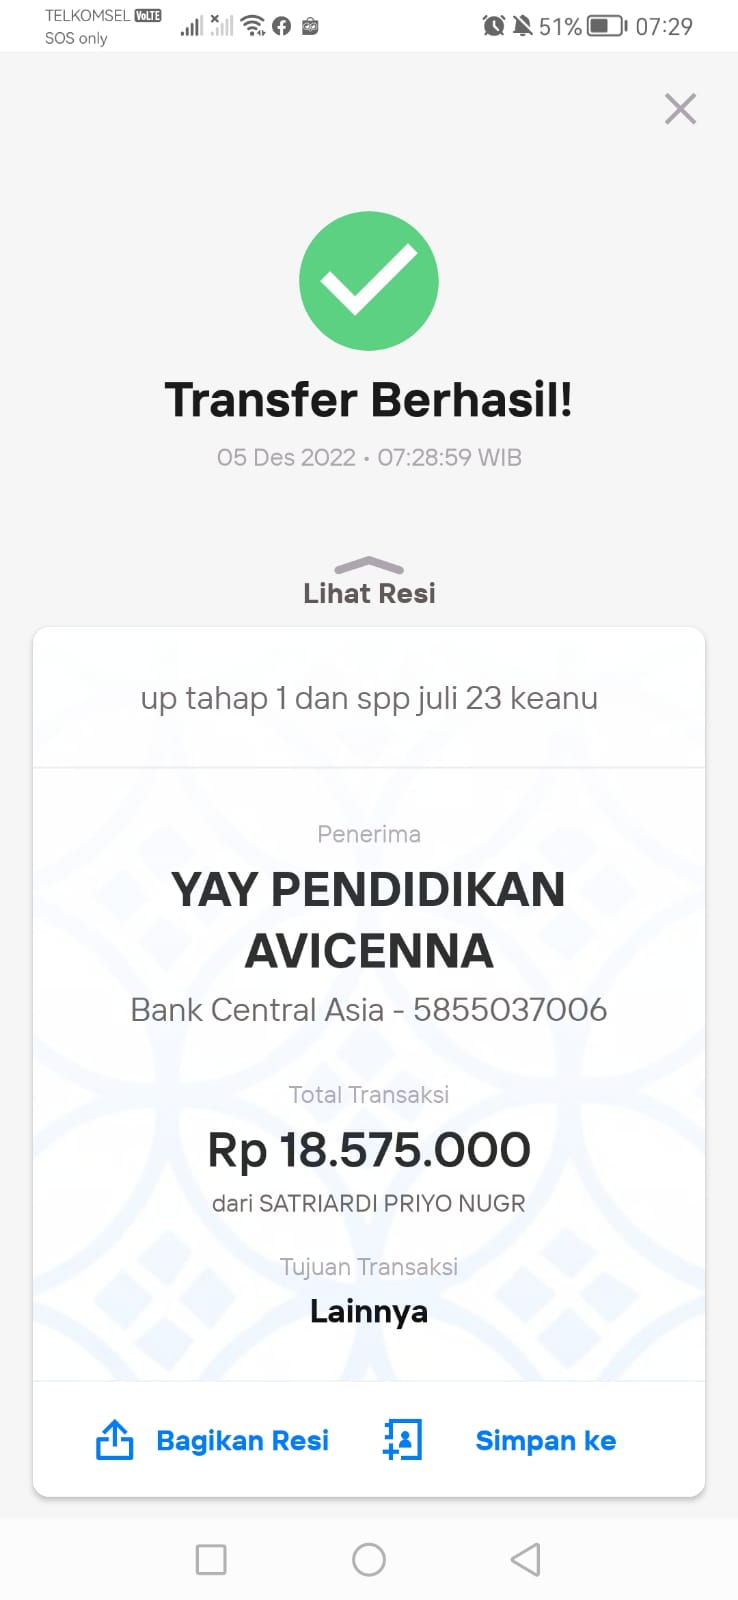 TELKOMSEL VoLTE
SOS only
51% 07:29
Transfer Berhasil!
05 Des 2022 • 07:28:59 WIB
Lihat Resi
up tahap 1 dan spp juli 23 keanu
Penerima
YAY PENDIDIKAN
AVICENNA
Bank Central Asia - 5855037006
Total Transaksi
Rp 18.575.000
dari SATRIARDI PRIYO NUGR
Tujuan Transaksi
Lainnya
Bagikan Resi
Simpan ke